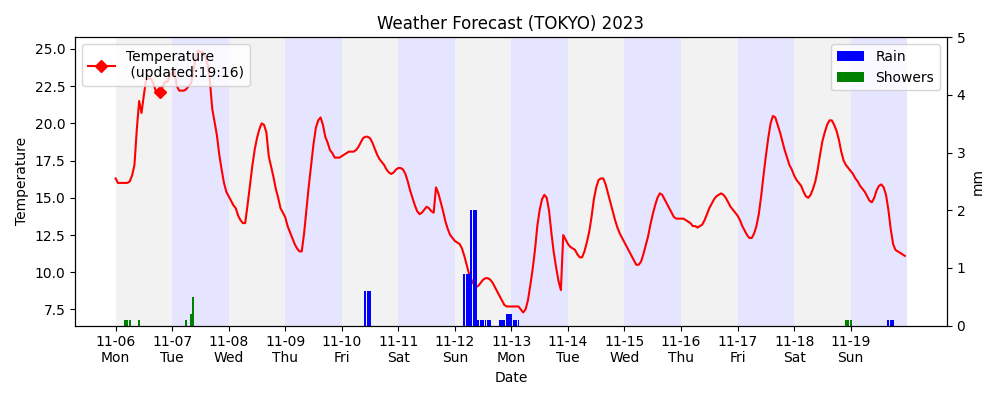 Weather Forecast (TOKYO) 2023
Temperature
(updated:19:16)
Rain
Showers
25.0
22.5
20.0
17.5
15.0
12.5
10.0
7.5
Temperature
5
4
3
2
1
0
mm
11-06 11-07 11-08 11-09 11-10 11-11 11-12 11-13 11-14 11-15 11-16 11-17 11-18 11-19
Mon Tue Wed Thu Fri Sat Sun Mon Tue Wed Thu Fri Sat Sun
Date